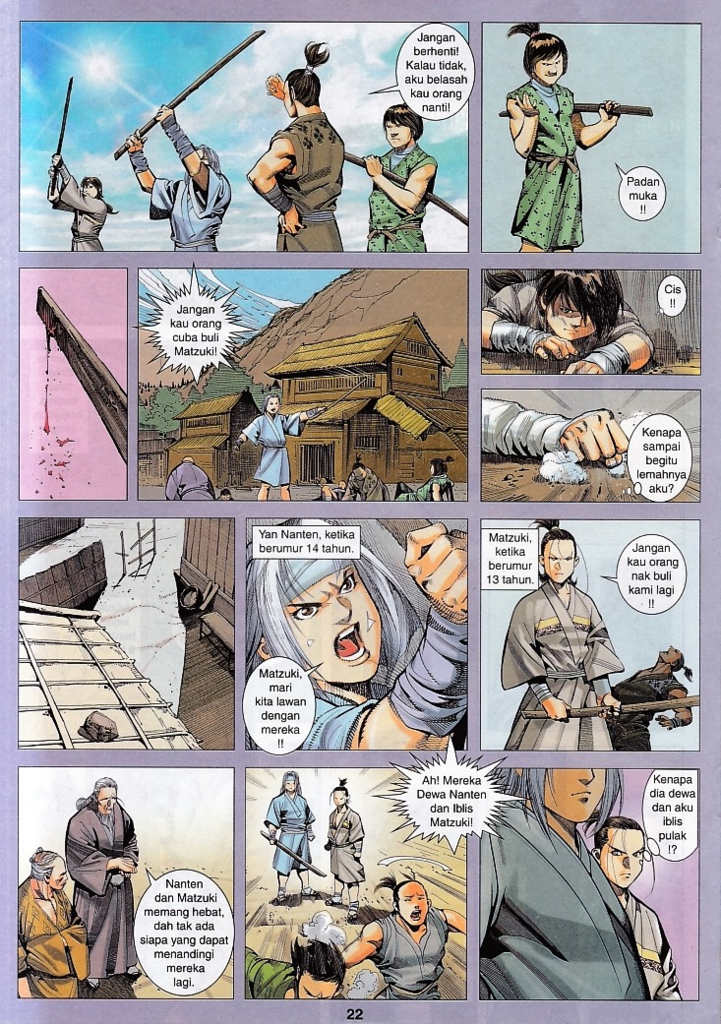 Jangan
berhenti!
Kalau tidak,
aku belasah
kau orang
nanti!
Padan
muka
!!
Jangan
kau orang
cuba buli
Matzuki!
Cis
!!
Kenapa
sampai
begitu
lemahnya
aku?
Yan Nanten, ketika
berumur 14 tahun.
Matzuki,
mari
kita lawan
dengan
mereka
!!
Matzuki,
ketika
berumur
13 tahun.
Jangan
kau orang
nak buli
kami lagi
!!
Nanten
dan Matzuki
memang hebat,
dah tak ada
siapa yang dapat
menandingi
mereka
lagi.
Ah! Mereka
Dewa Nanten
dan Iblis
Matzuki!
Kenapa
dia dewa
dan aku
iblis
pulak
!?
22